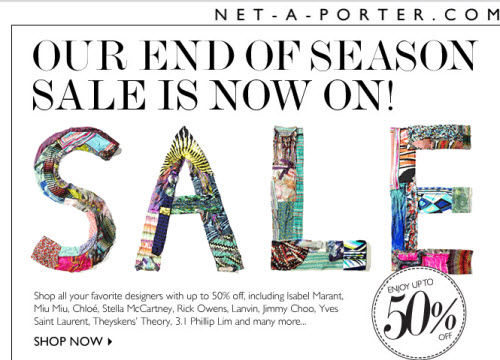 NET-A-PORTER.COM
OUR END OF SEASON
SALE IS NOW ON!
SALE
Shop all your favorite designers with up to 50% off, including Isabel Marant,
Miu Miu, Chloé, Stella McCartney, Rick Owens, Lanvin, Jimmy Choo, Yves
Saint Laurent, Theyskens' Theory, 3.1 Phillip Lim and many more...
SHOP NOW
ENJOY UP TO
50%
OFF